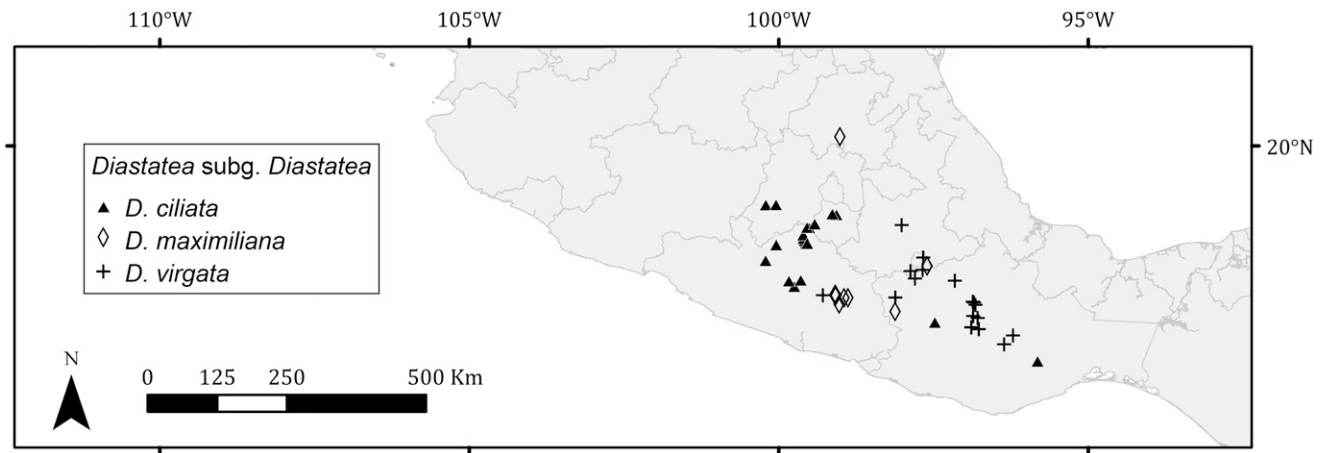 110°W 105°W 100°W 95°W
20°N
Diastatea subg. Diastatea
D. ciliata
D. maximiliana
D. virgata
N
0 125 250 500 Km